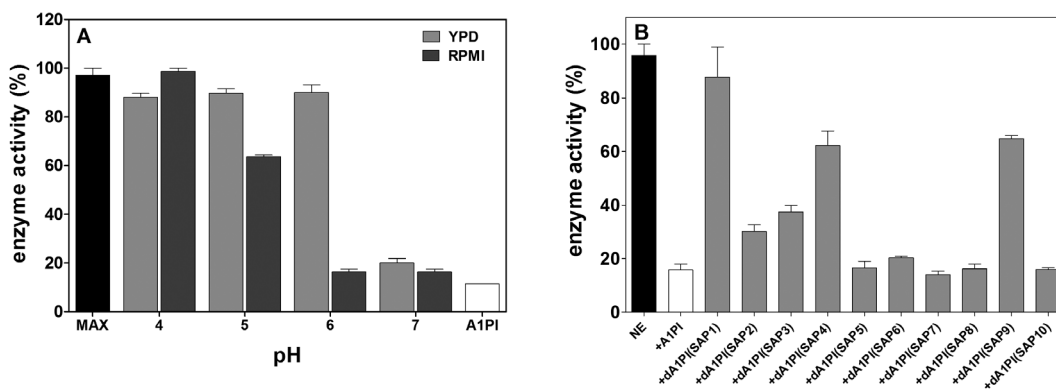 A
YPD
RPMI
enzyme activity (%)
120
100
80
60
40
20
0
MAX 4 5 6 7 A1PI
pH
B
enzyme activity (%)
100
80
60
40
20
0
NE
+A1PI
+dA1PI(SAP1)
+dA1PI(SAP2)
+dA1PI(SAP3)
+dA1PI(SAP4)
+dA1PI(SAP5)
+dA1PI(SAP6)
+dA1PI(SAP7)
+dA1PI(SAP8)
+dA1PI(SAP9)
+dA1PI(SAP10)